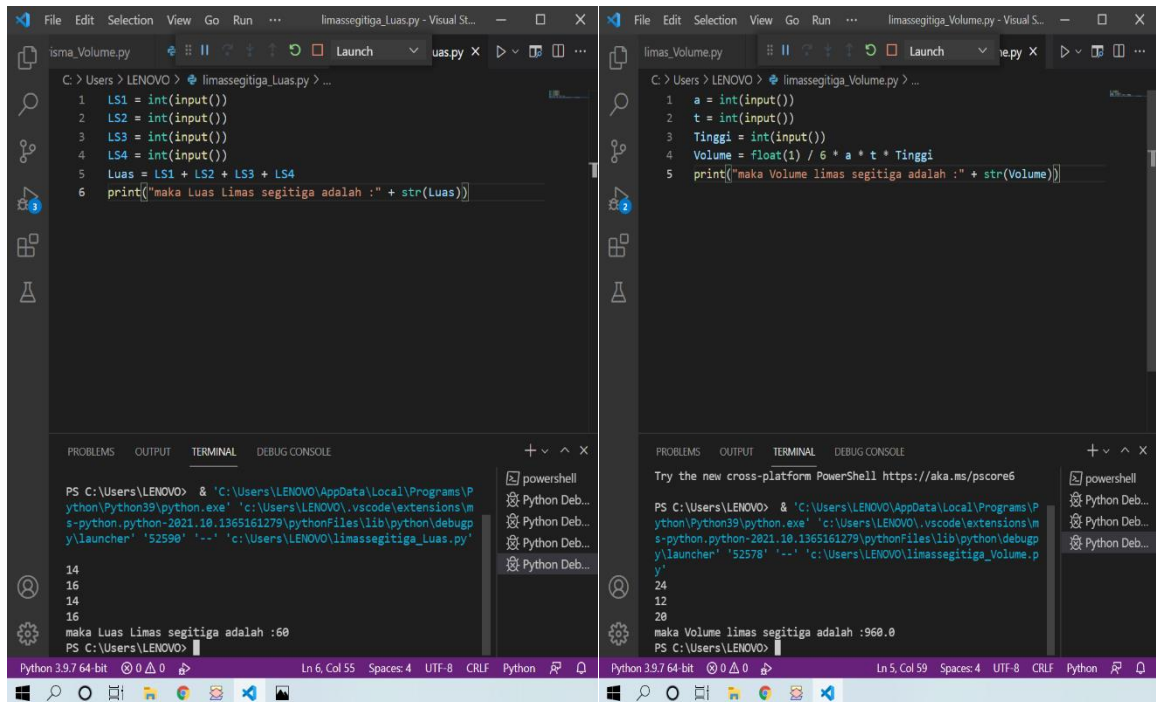 File Edit Selection View Go Run ··· limassegitiga_Luas.py - Visual St...
isma_Volume.py Launch uas.py
C: > Users > LENOVO > limassegitiga_Luas.py > ...
1 LS1 = int(input())
2 LS2 = int(input())
3 LS3 = int(input())
4 LS4 = int(input())
5 Luas = LS1 + LS2 + LS3 + LS4
6 print("maka Luas Limas segitiga adalah :" + str(Luas))
3
PROBLEMS OUTPUT TERMINAL DEBUG CONSOLE
PS C:\Users\LENOVO> & 'C:\Users\LENOVO\AppData\Local\Programs\P
ython\Python39\python.exe' 'c:\Users\LENOVO\.vscode\extensions\m
s-python.python-2021.10.1365161279\pythonFiles\lib\python\debugp
y\launcher' '52590' '--' 'c:\Users\LENOVO\limassegitiga_Luas.py'
14
16
14
16
maka Luas Limas segitiga adalah :60
PS C:\Users\LENOVO>
powershell
Python Deb...
Python Deb...
Python Deb...
Python Deb...
Python 3.9.7 64-bit 0 0 Ln 6, Col 55 Spaces: 4 UTF-8 CRLF Python
File Edit Selection View Go Run ··· limassegitiga_Volume.py - Visual S...
limas_Volume.py Launch ne.py
C: > Users > LENOVO > limassegitiga_Volume.py > ...
1 a = int(input())
2 t = int(input())
3 Tinggi = int(input())
4 Volume = float(1) / 6 * a * t * Tinggi
5 print("maka Volume limas segitiga adalah :" + str(Volume))
2
PROBLEMS OUTPUT TERMINAL DEBUG CONSOLE
Try the new cross-platform PowerShell https://aka.ms/pscore6
PS C:\Users\LENOVO> & 'C:\Users\LENOVO\AppData\Local\Programs\P
ython\Python39\python.exe' 'c:\Users\LENOVO\.vscode\extensions\m
s-python.python-2021.10.1365161279\pythonFiles\lib\python\debugp
y\launcher' '52578' '--' 'c:\Users\LENOVO\limassegitiga_Volume.p
y'
24
12
20
maka Volume limas segitiga adalah :960.0
PS C:\Users\LENOVO>
powershell
Python Deb...
Python Deb...
Python Deb...
Python 3.9.7 64-bit 0 0 Ln 5, Col 59 Spaces: 4 UTF-8 CRLF Python